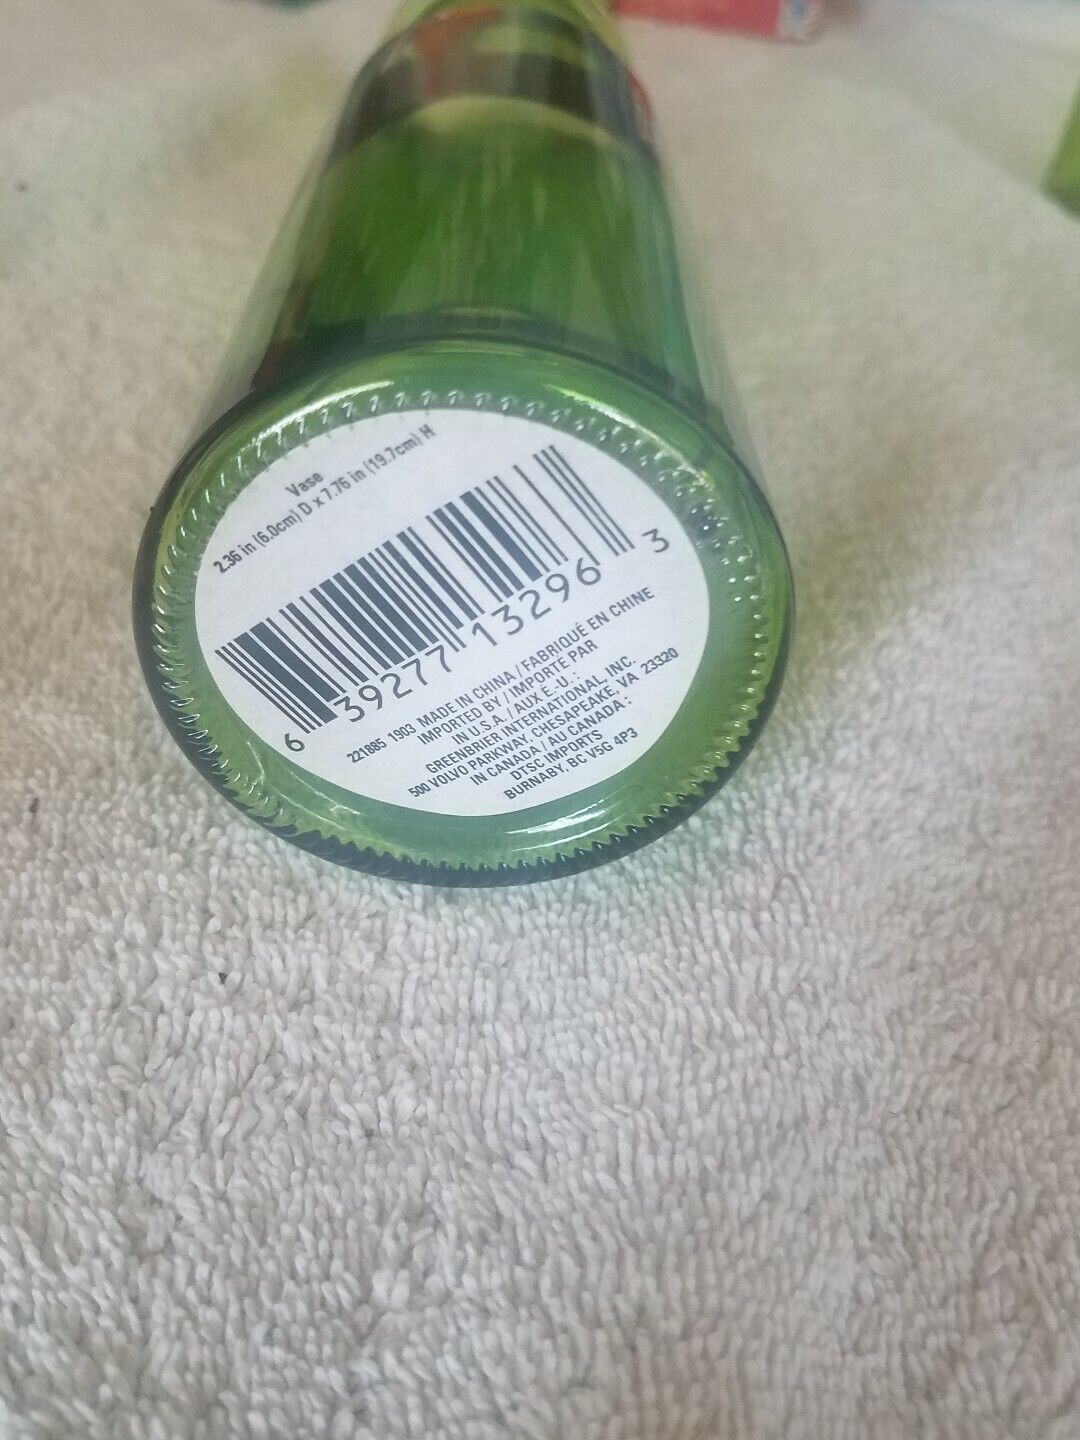 Vase
2.36 in (6.0cm) D x 7.76 in (19.7cm) H
6 39277 13296 3
221885 1903 MADE IN CHINA / FABRIQUÉ EN CHINE
IMPORTED BY / IMPORTÉ PAR
IN U.S.A. / AUX É.-U.:
GREENBRIER INTERNATIONAL, INC.
500 VOLVO PARKWAY, CHESAPEAKE, VA 23320
IN CANADA / AU CANADA:
DTSC IMPORTS
BURNABY, BC V5G 4P3